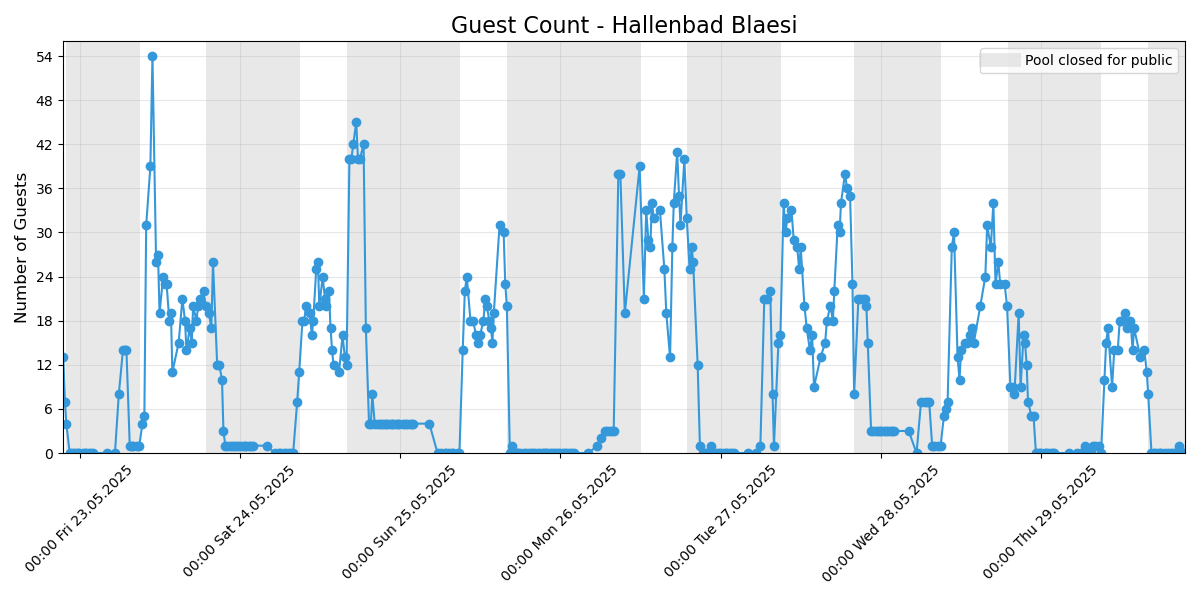 Guest Count - Hallenbad Blaesi
Pool closed for public
Number of Guests
54
48
42
36
30
24
18
12
6
0
00:00 Fri 23.05.2025
00:00 Sat 24.05.2025
00:00 Sun 25.05.2025
00:00 Mon 26.05.2025
00:00 Tue 27.05.2025
00:00 Wed 28.05.2025
00:00 Thu 29.05.2025